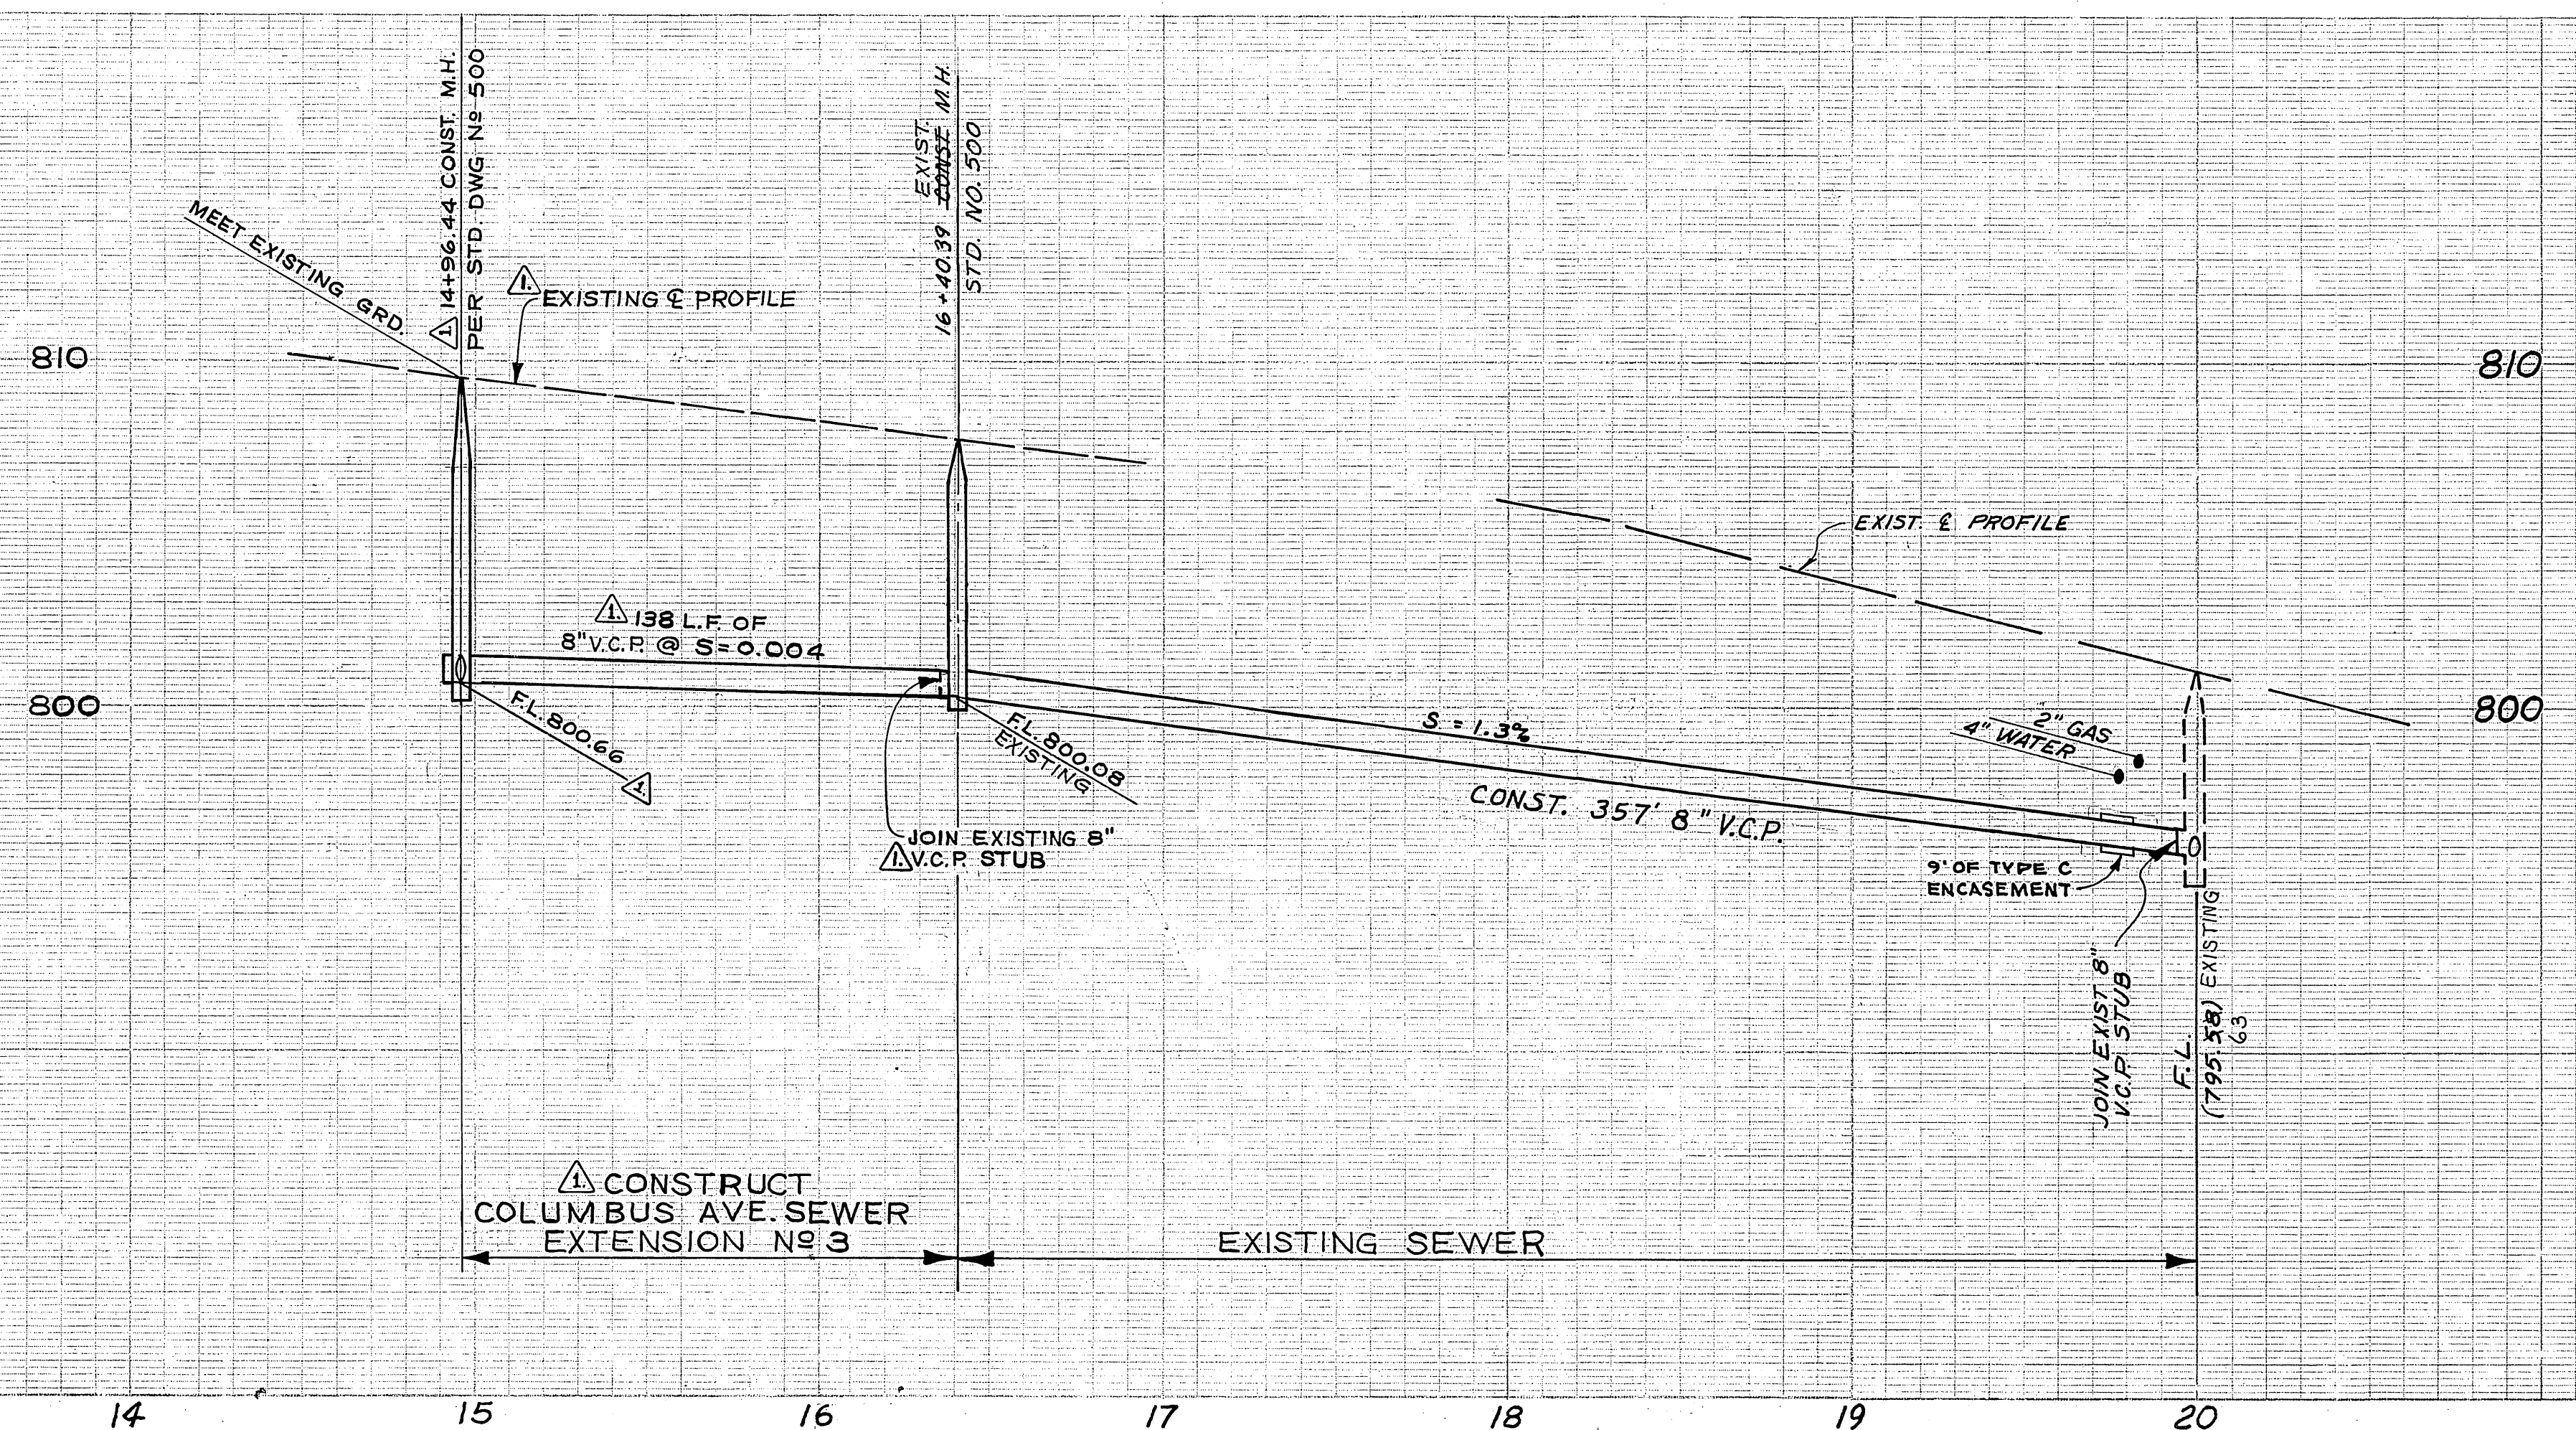 14+96.44 CONST. M.H.
PER STD. DWG Nº 500
1.
EXIST.
16+40.39 CONST M.H.
STD. NO. 500
MEET EXISTING GRD.
1.
EXISTING ℄ PROFILE
810
810
EXIST. ℄ PROFILE
1. 138 L.F. OF
8" V.C.P. @ S=0.004
800
800
F.L. 800.66
1.
F.L. 800.08
EXISTING
S = 1.3%
CONST. 357' 8" V.C.P.
2" GAS
4" WATER
JOIN EXISTING 8"
1. V.C.P. STUB
9' OF TYPE C
ENCASEMENT
JOIN EXIST 8"
V.C.P. STUB
F.L.
(795.58) EXISTING
63
1. CONSTRUCT
COLUMBUS AVE. SEWER
EXTENSION Nº 3
EXISTING SEWER
14 15 16 17 18 19 20